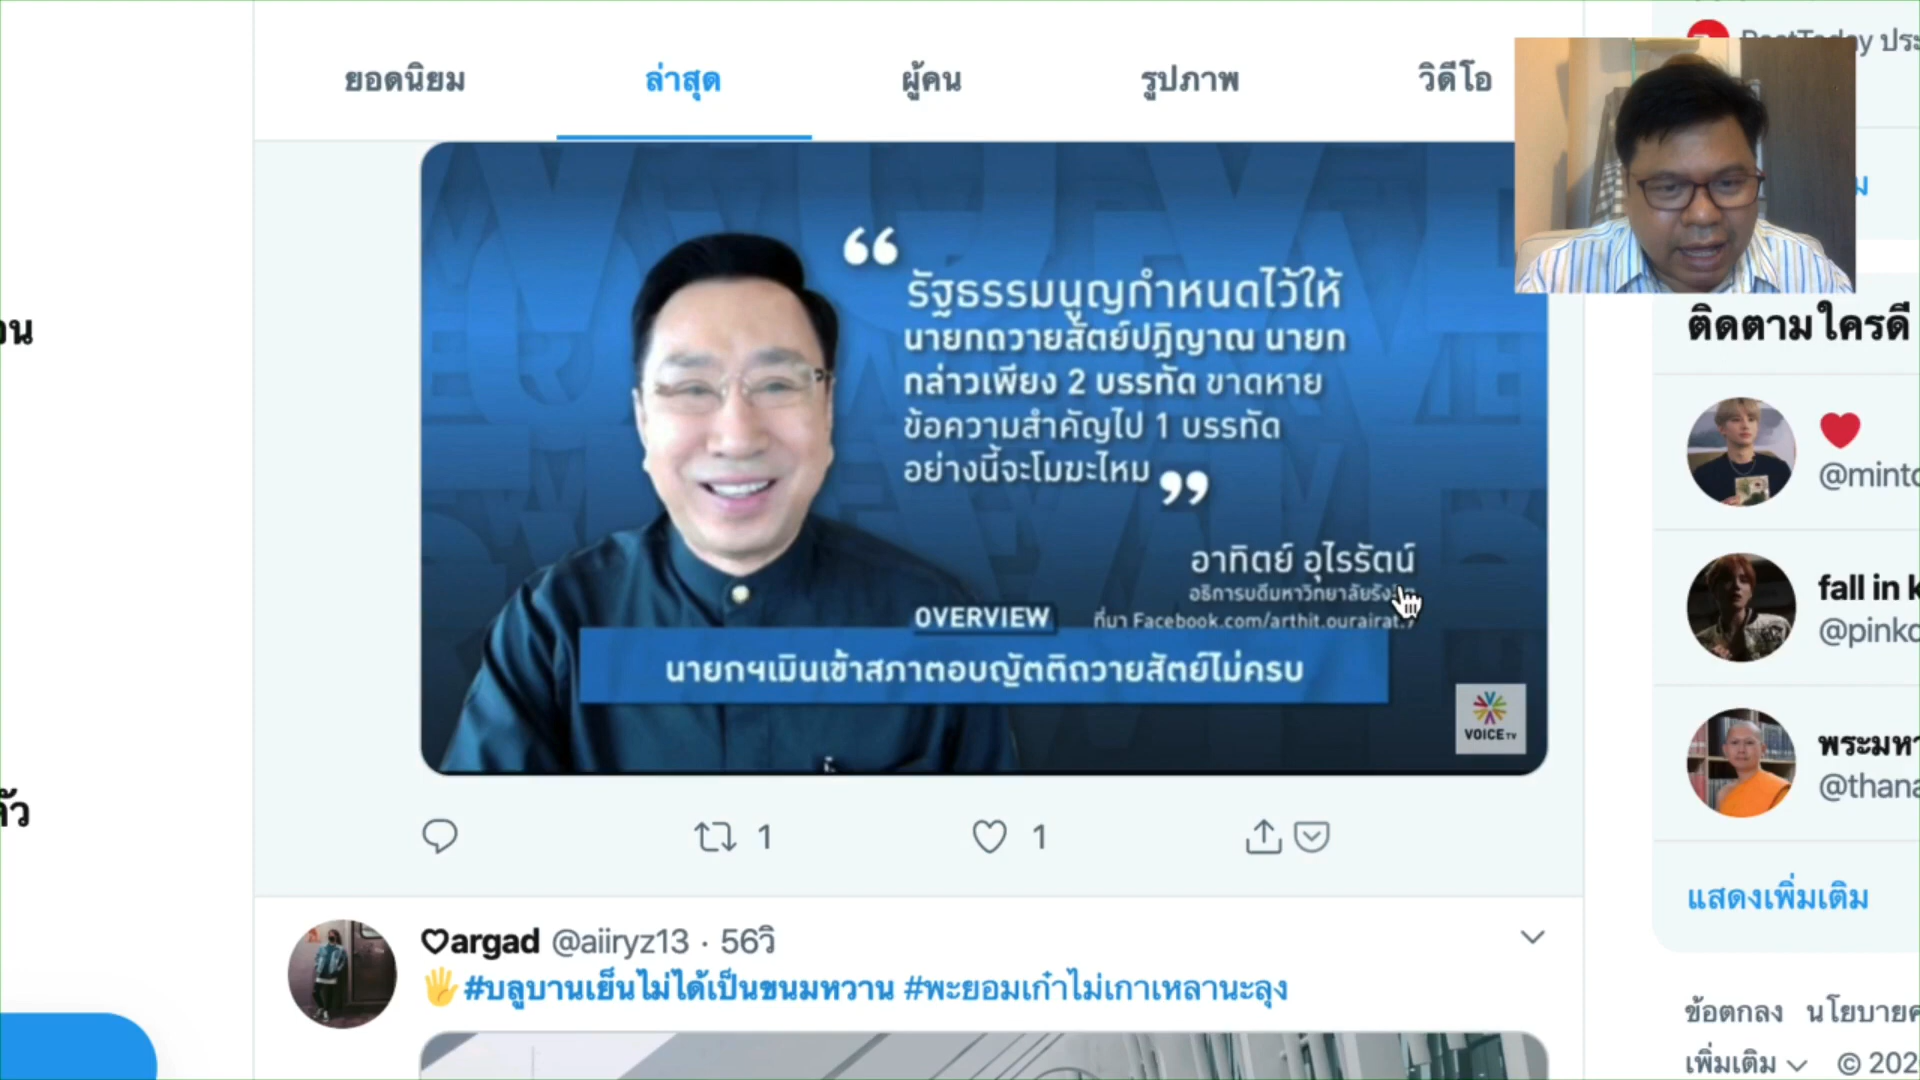 ยอดนิยม
ล่าสุด
ผู้คน
รูปภาพ
วิดีโอ
“
รัฐธรรมนูญกำหนดไว้ให้
นายกถวายสัตย์ปฏิญาณ นายก
กล่าวเพียง 2 บรรทัด ขาดหาย
ข้อความสำคัญไป 1 บรรทัด
อย่างนี้จะโมฆะไหม ”
อาทิตย์ อุไรรัตน์
อธิการบดีมหาวิทยาลัย
OVERVIEW
ที่มา Facebook.com/arthit.ourairat
นายกฯเมินเข้าสภาตอบญัตติถวายสัตย์ไม่ครบ
VOICE TV
1
1
♡argad @aiiryz13 · 56วิ
🖐 #บลูบานเย็นไม่ได้เป็นขนมหวาน #พะยอมเก๋าไม่เกาเหลานะลุง
ติดตามใครดี
fall in
แสดงเพิ่มเติม
ข้อตกลง
เพิ่มเติม ©